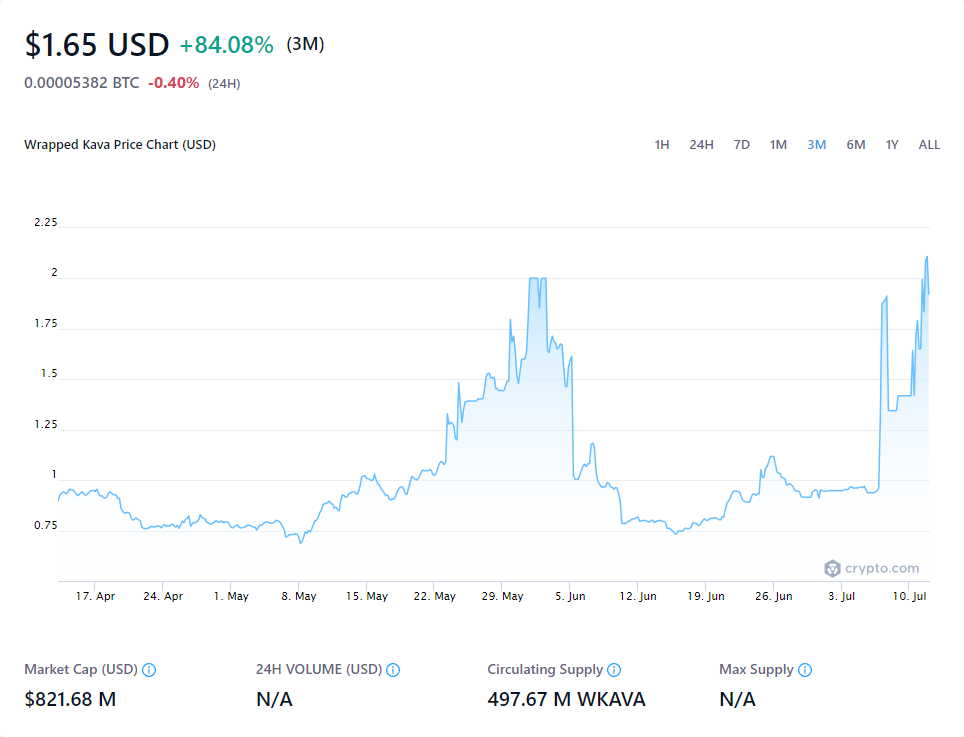 $1.65 USD +84.08% (3M)
0.00005382 BTC -0.40% (24H)
Wrapped Kava Price Chart (USD) 1H 24H 7D 1M 3M 6M 1Y ALL
2.25
2
1.75
1.5
1.25
1
0.75
crypto.com
17. Apr 24. Apr 1. May 8. May 15. May 22. May 29. May 5. Jun 12. Jun 19. Jun 26. Jun 3. Jul 10. Jul
Market Cap (USD) 24H VOLUME (USD) Circulating Supply Max Supply
$821.68 M N/A 497.67 M WKAVA N/A